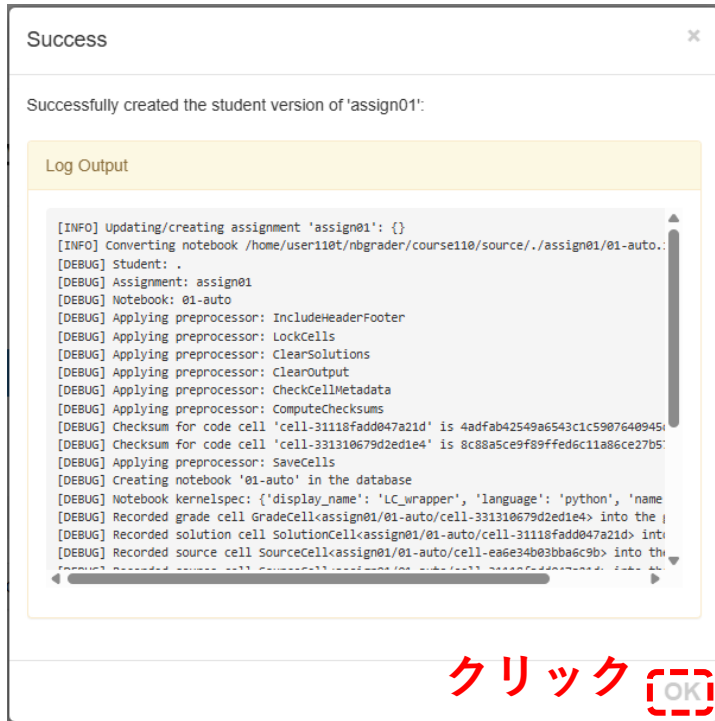 Success ×
Successfully created the student version of 'assign01':
Log Output
[INFO] Updating/creating assignment 'assign01': {}
[INFO] Converting notebook /home/user110t/nbgrader/course110/source/./assign01/01-auto.
[DEBUG] Student: .
[DEBUG] Assignment: assign01
[DEBUG] Notebook: 01-auto
[DEBUG] Applying preprocessor: IncludeHeaderFooter
[DEBUG] Applying preprocessor: LockCells
[DEBUG] Applying preprocessor: ClearSolutions
[DEBUG] Applying preprocessor: ClearOutput
[DEBUG] Applying preprocessor: CheckCellMetadata
[DEBUG] Applying preprocessor: ComputeChecksums
[DEBUG] Checksum for code cell 'cell-31118fadd047a21d' is 4adfab42549a6543c1c5907640945
[DEBUG] Checksum for code cell 'cell-331310679d2ed1e4' is 8c88a5ce9f89ffed6c11a86ce27b5
[DEBUG] Applying preprocessor: SaveCells
[DEBUG] Creating notebook '01-auto' in the database
[DEBUG] Notebook kernelspec: {'display_name': 'LC_wrapper', 'language': 'python', 'name
[DEBUG] Recorded grade cell GradeCell<assign01/01-auto/cell-331310679d2ed1e4> into the
[DEBUG] Recorded solution cell SolutionCell<assign01/01-auto/cell-31118fadd047a21d> int
[DEBUG] Recorded source cell SourceCell<assign01/01-auto/cell-ea6e34b03bba6c9b> into th
クリック OK